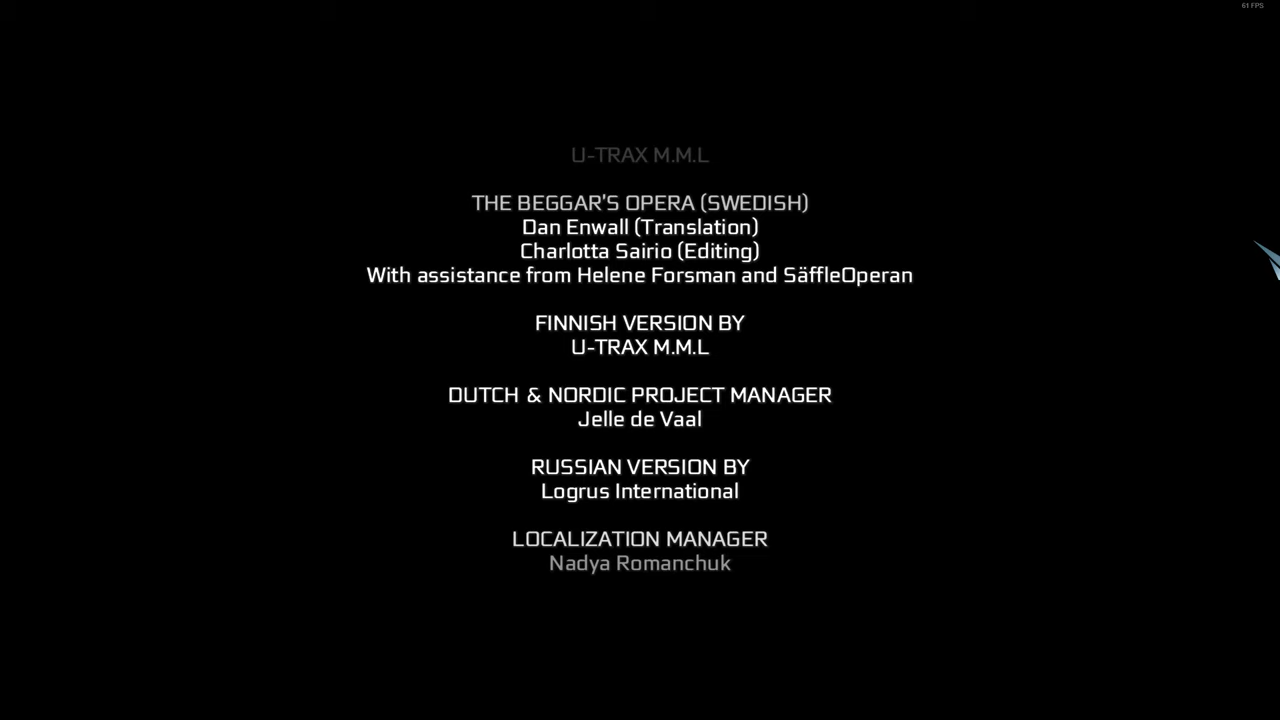 61 FPS
U-TRAX M.M.L
THE BEGGAR'S OPERA (SWEDISH)
Dan Enwall (Translation)
Charlotta Sairio (Editing)
With assistance from Helene Forsman and SäffleOperan
FINNISH VERSION BY
U-TRAX M.M.L
DUTCH & NORDIC PROJECT MANAGER
Jelle de Vaal
RUSSIAN VERSION BY
Logrus International
LOCALIZATION MANAGER
Nadya Romanchuk